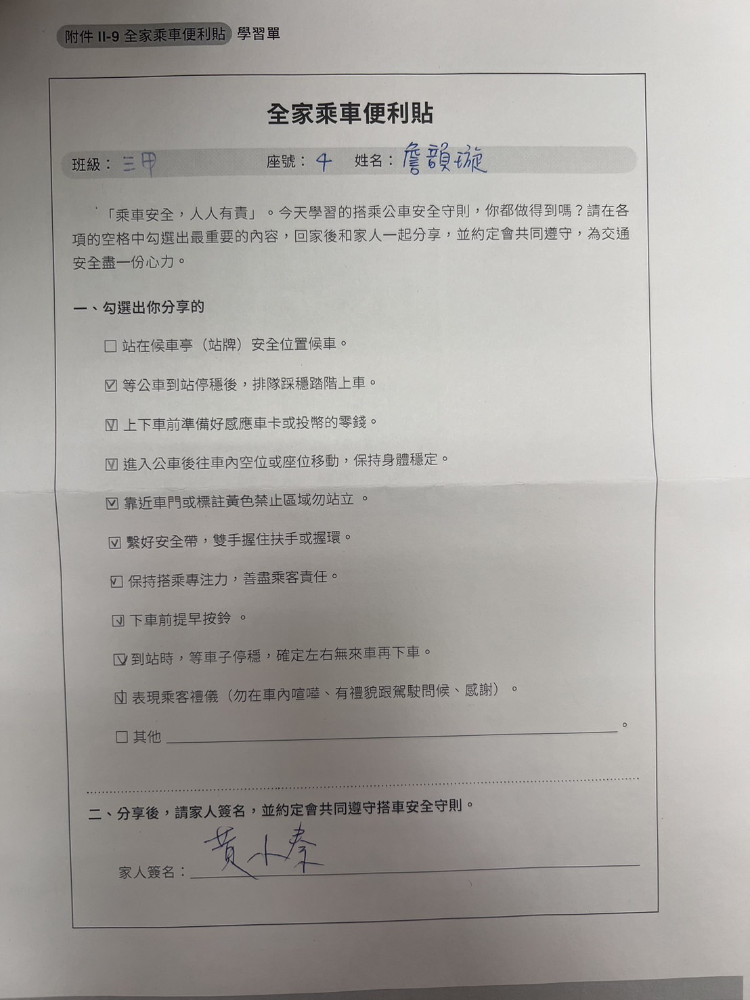 附件 II-9 全家乘車便利貼 學習單
全家乘車便利貼
班級：三甲 座號：4 姓名：詹韻璇
「乘車安全，人人有責」。今天學習的搭乘公車安全守則，你都做得到嗎？請在各
項的空格中勾選出最重要的內容，回家後和家人一起分享，並約定會共同遵守，為交通
安全盡一份心力。
一、勾選出你分享的
☐ 站在候車亭（站牌）安全位置候車。
☑ 等公車到站停穩後，排隊踩穩踏階上車。
☑ 上下車前準備好感應車卡或投幣的零錢。
☑ 進入公車後往車內空位或座位移動，保持身體穩定。
☑ 靠近車門或標註黃色禁止區域勿站立 。
☑ 繫好安全帶，雙手握住扶手或握環。
☑ 保持搭乘專注力，善盡乘客責任。
☑ 下車前提早按鈴 。
☑ 到站時，等車子停穩，確定左右無來車再下車。
☑ 表現乘客禮儀（勿在車內喧嘩、有禮貌跟駕駛問候、感謝）。
☐ 其他 。
二、分享後，請家人簽名，並約定會共同遵守搭車安全守則。
家人簽名：黃小秦